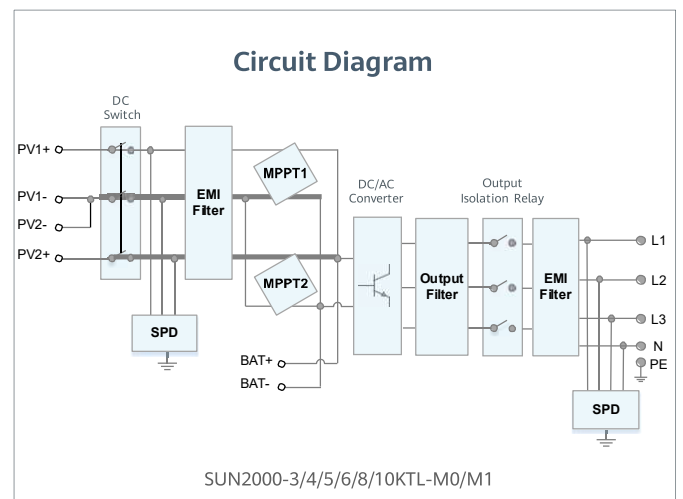 Circuit Diagram
DC
Switch
PV1+
PV1-
PV2-
PV2+
EMI
Filter
MPPT1
MPPT2
SPD
BAT+
BAT-
DC/AC
Converter
Output
Filter
Output
Isolation Relay
EMI
Filter
L1
L2
L3
N
PE
SPD
SUN2000-3/4/5/6/8/10KTL-M0/M1